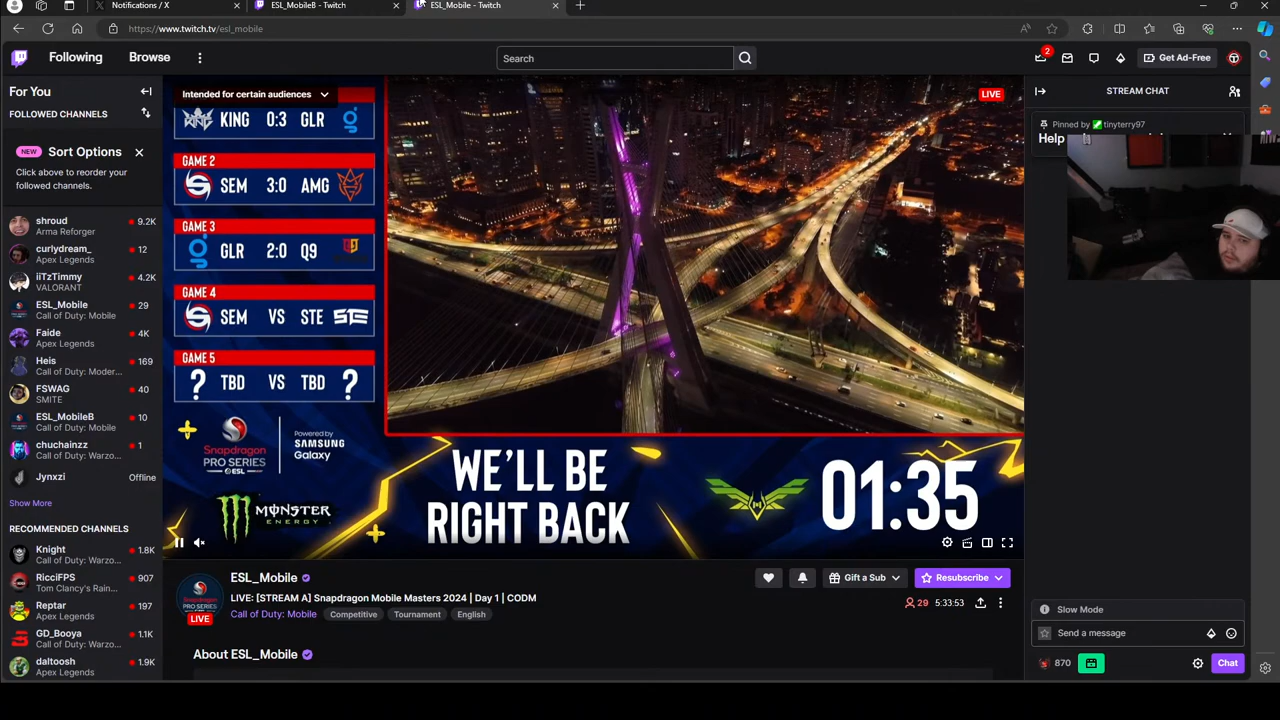 Notifications / X
ESL_MobileB - Twitch
ESL_Mobile - Twitch
https://www.twitch.tv/esl_mobile
Following
Browse
Search
2
Get Ad-Free
For You
FOLLOWED CHANNELS
NEW
Sort Options
Click above to reorder your
followed channels.
shroud
9.2K
Arma Reforger
curlydream_
12
Apex Legends
iiTzTimmy
4.2K
VALORANT
ESL_Mobile
29
Call of Duty: Mobile
Faide
4K
Apex Legends
Heis
169
Call of Duty: Moder...
FSWAG
40
SMITE
ESL_MobileB
10
Call of Duty: Mobile
chuchainzz
1
Call of Duty: Warzo...
Jynxzi
Offline
Show More
RECOMMENDED CHANNELS
Knight
1.8K
Call of Duty: Warzo...
RicciFPS
907
Tom Clancy's Rain...
Reptar
197
Apex Legends
GD_Booya
1.1K
Call of Duty: Warzo...
daltoosh
1.9K
Apex Legends
Intended for certain audiences
LIVE
KING 0:3 GLR
GAME 2
SEM 3:0 AMG
GAME 3
GLR 2:0 Q9
GAME 4
SEM VS STE
GAME 5
? TBD VS TBD ?
Snapdragon
PRO SERIES
ESL
Powered by
SAMSUNG
Galaxy
MONSTER
ENERGY
WE'LL BE
RIGHT BACK
01:35
LIVE
ESL_Mobile
LIVE: [STREAM A] Snapdragon Mobile Masters 2024 | Day 1 | CODM
Call of Duty: Mobile
Competitive
Tournament
English
Gift a Sub
Resubscribe
29
5:33:53
About ESL_Mobile
STREAM CHAT
Pinned by tinyterry97
Help
Slow Mode
Send a message
870
Chat